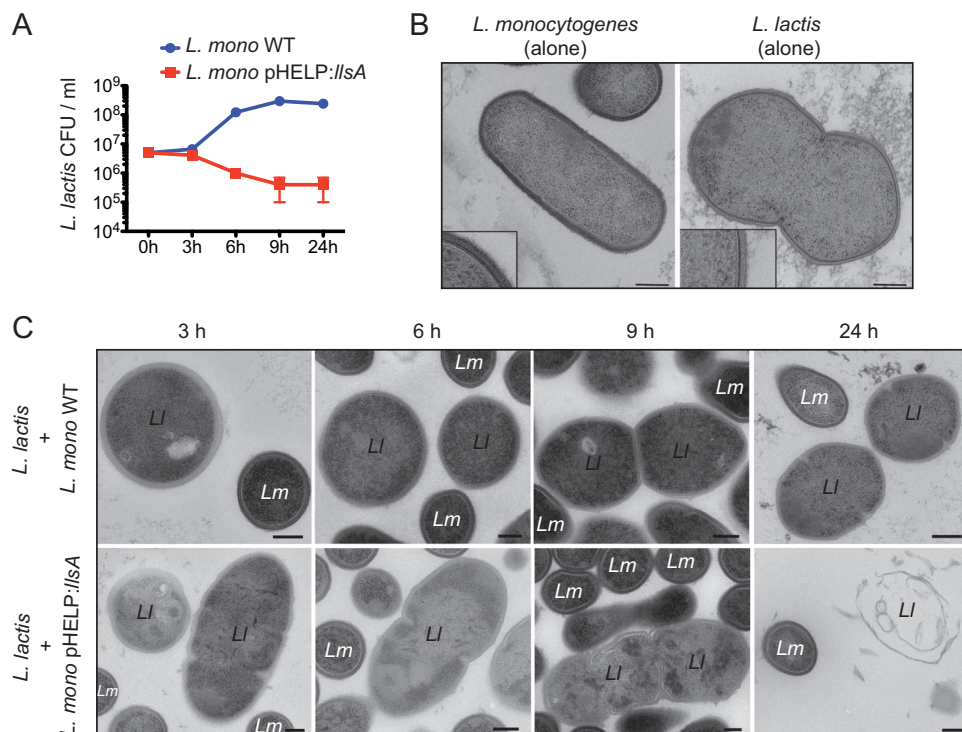 A
L. mono WT
L. mono pHELP:llsA
L. lactis CFU / ml
10⁹
10⁸
10⁷
10⁶
10⁵
10⁴
0h 3h 6h 9h 24h
B
L. monocytogenes
(alone)
L. lactis
(alone)
C
3 h 6 h 9 h 24 h
L. lactis
+
L. mono WT
Ll
Lm
Lm
Ll Ll
Lm
Lm
Ll Ll
Lm
Lm
Ll
Ll
L. lactis
+
L. mono pHELP:llsA
Ll
Ll
Lm
Lm
Lm
Ll
Lm Lm Lm
Ll Ll
Lm
Ll